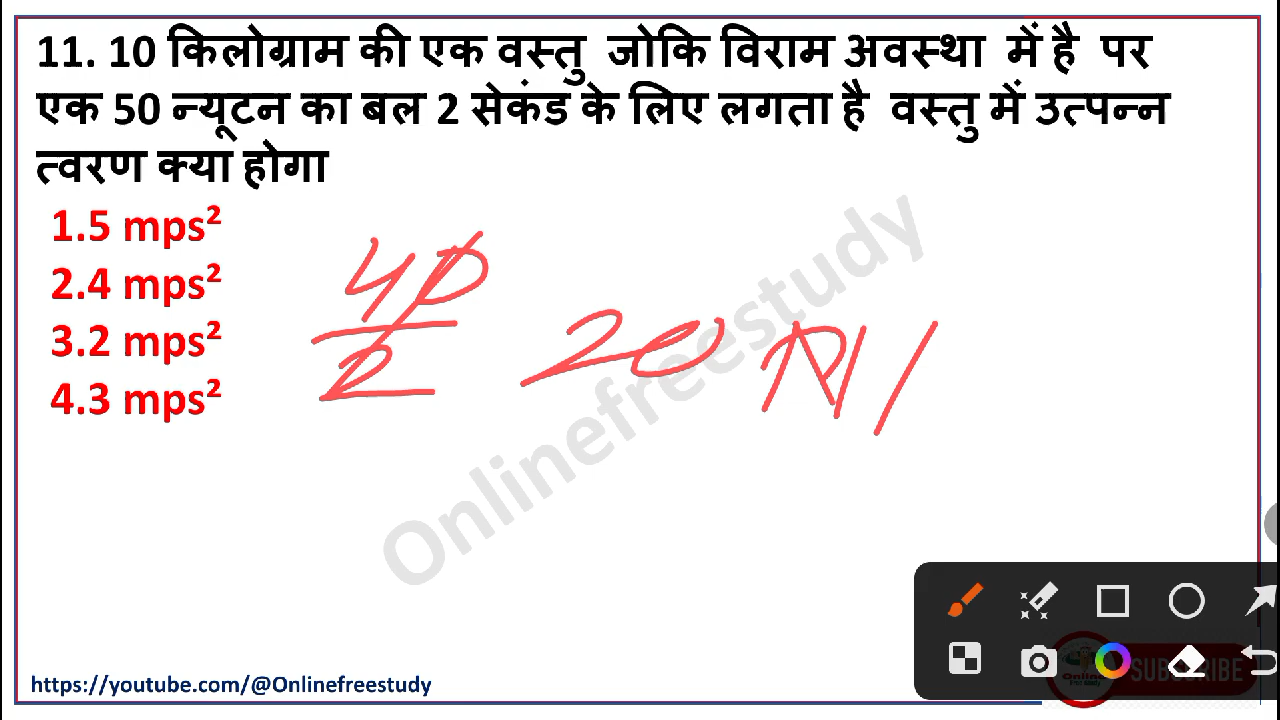 11. 10 किलोग्राम की एक वस्तु जोकि विराम अवस्था में है पर
एक 50 न्यूटन का बल 2 सेकंड के लिए लगता है वस्तु में उत्पन्न
त्वरण क्या होगा
1.5 mps²
2.4 mps²
3.2 mps²
4.3 mps²
Onlinefreestudy
https://youtube.com/@Onlinefreestudy
SUBSCRIBE